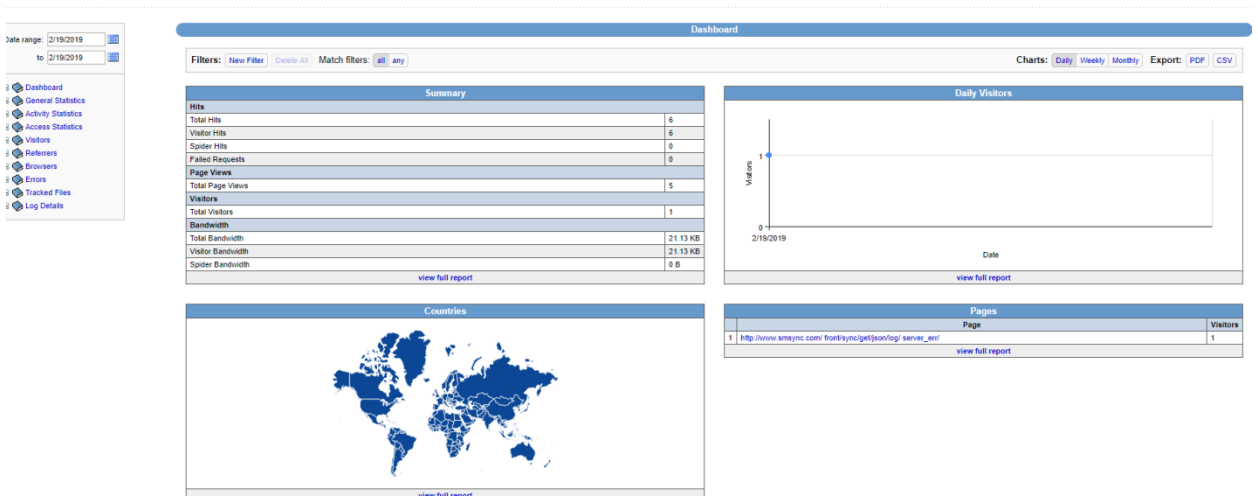 Dashboard
Date range: 2/19/2019
to 2/19/2019
Dashboard
General Statistics
Activity Statistics
Access Statistics
Visitors
Referrers
Browsers
Errors
Tracked Files
Log Details
Filters: New Filter Delete All Match filters: all any
Charts: Daily Weekly Monthly Export: PDF CSV
Summary
Hits
Total Hits 6
Visitor Hits 6
Spider Hits 0
Failed Requests 0
Page Views
Total Page Views 5
Visitors
Total Visitors 1
Bandwidth
Total Bandwidth 21.13 KB
Visitor Bandwidth 21.13 KB
Spider Bandwidth 0 B
view full report
Daily Visitors
Visitors
1
0
2/19/2019
Date
view full report
Countries
view full report
Pages
Page Visitors
1 http://www.smsync.com/ front/sync/get/json/log/ server_err/ 1
view full report